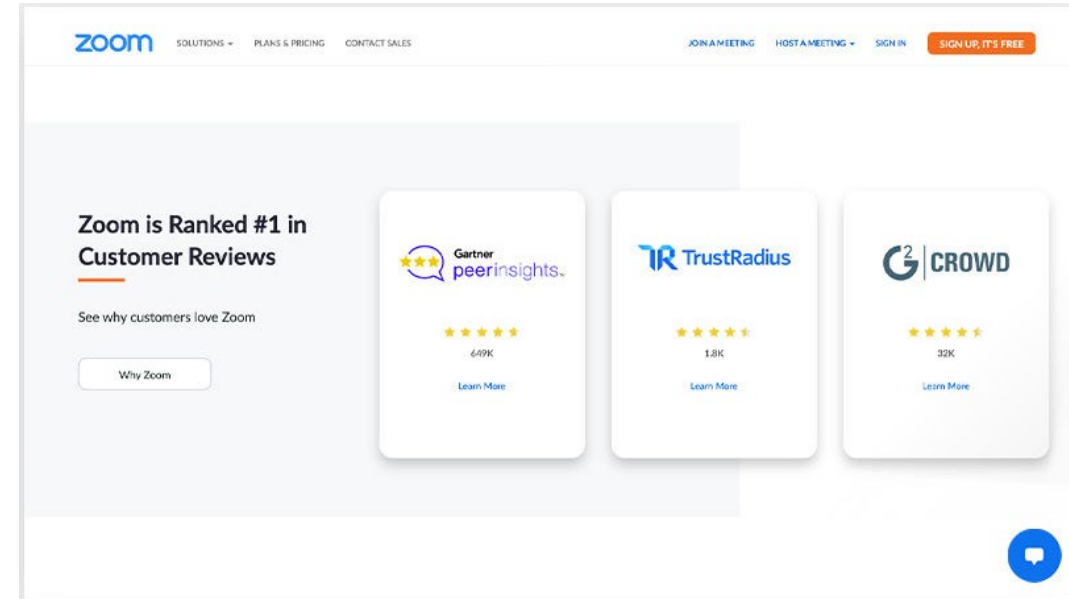 zoom
SOLUTIONS
PLANS & PRICING
CONTACT SALES
JOIN A MEETING
HOST A MEETING
SIGN IN
SIGN UP, IT'S FREE
Zoom is Ranked #1 in
Customer Reviews
See why customers love Zoom
Why Zoom
Gartner
peerinsights™
649K
Learn More
TR TrustRadius
1.8K
Learn More
G2 | CROWD
32K
Learn More